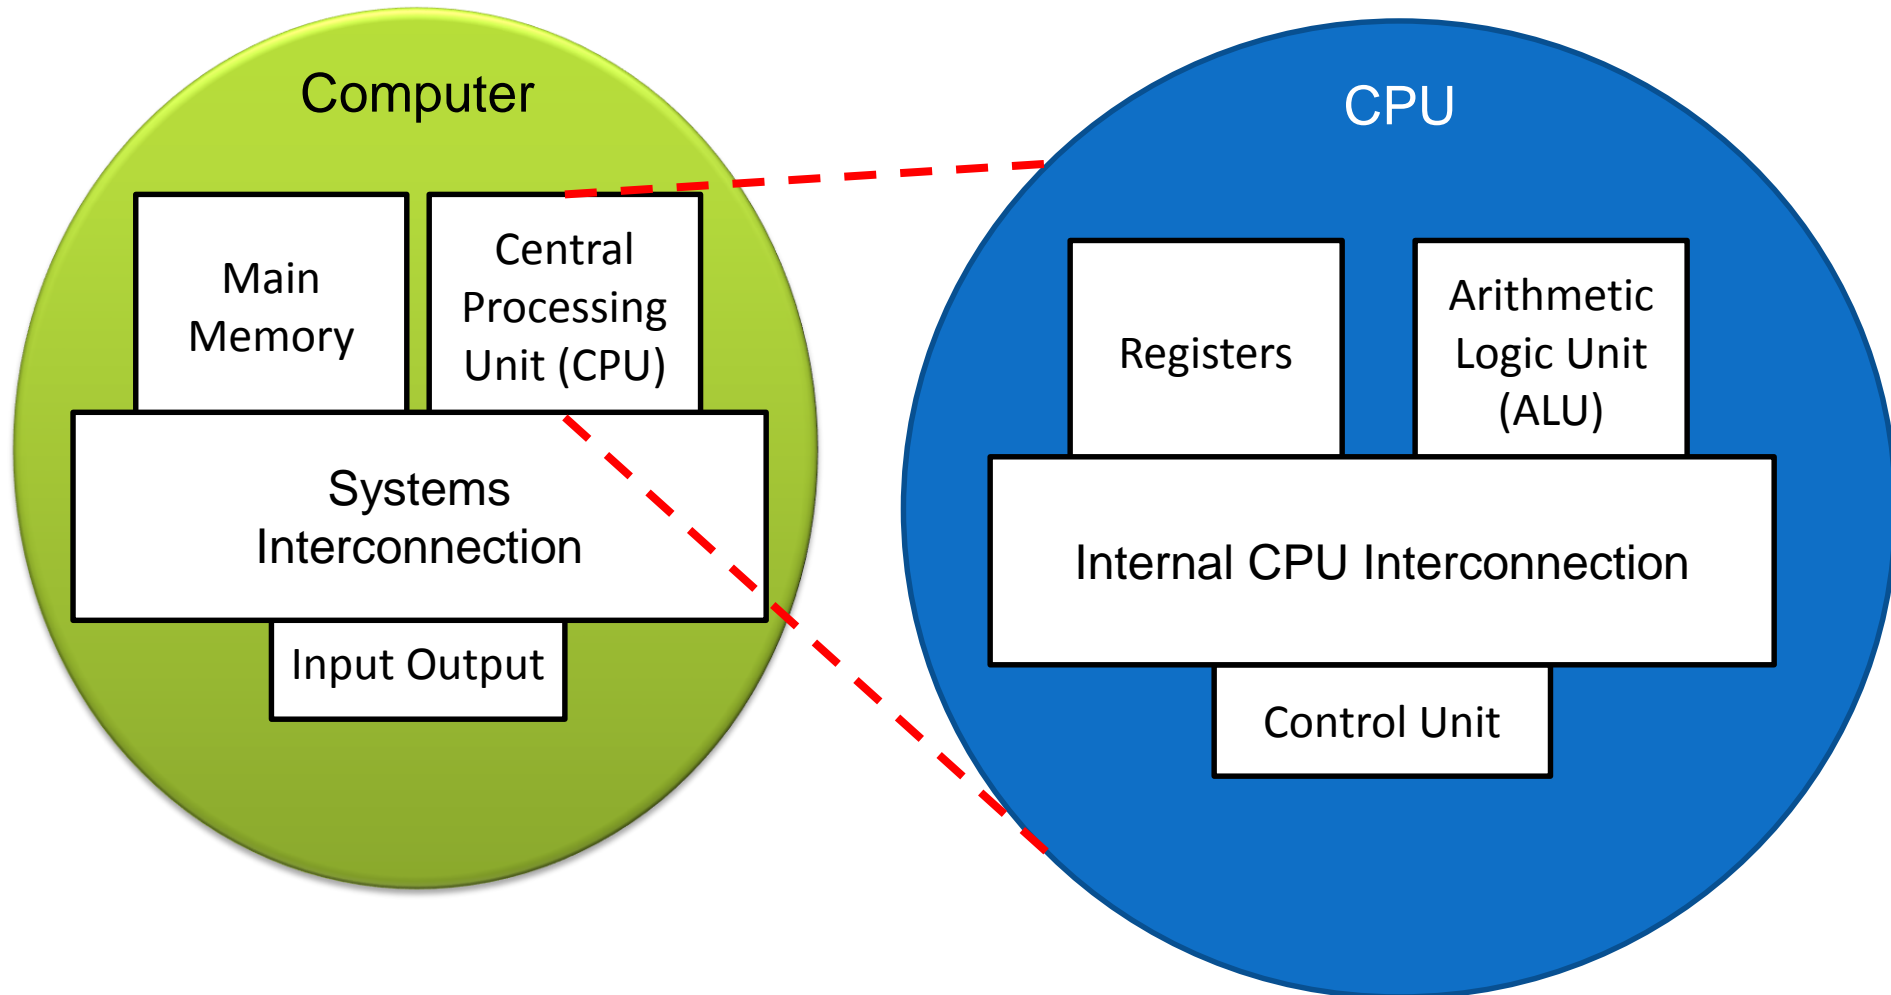 Computer
Main
Memory
Central
Processing
Unit (CPU)
Systems
Interconnection
Input Output
CPU
Registers
Arithmetic
Logic Unit
(ALU)
Internal CPU Interconnection
Control Unit